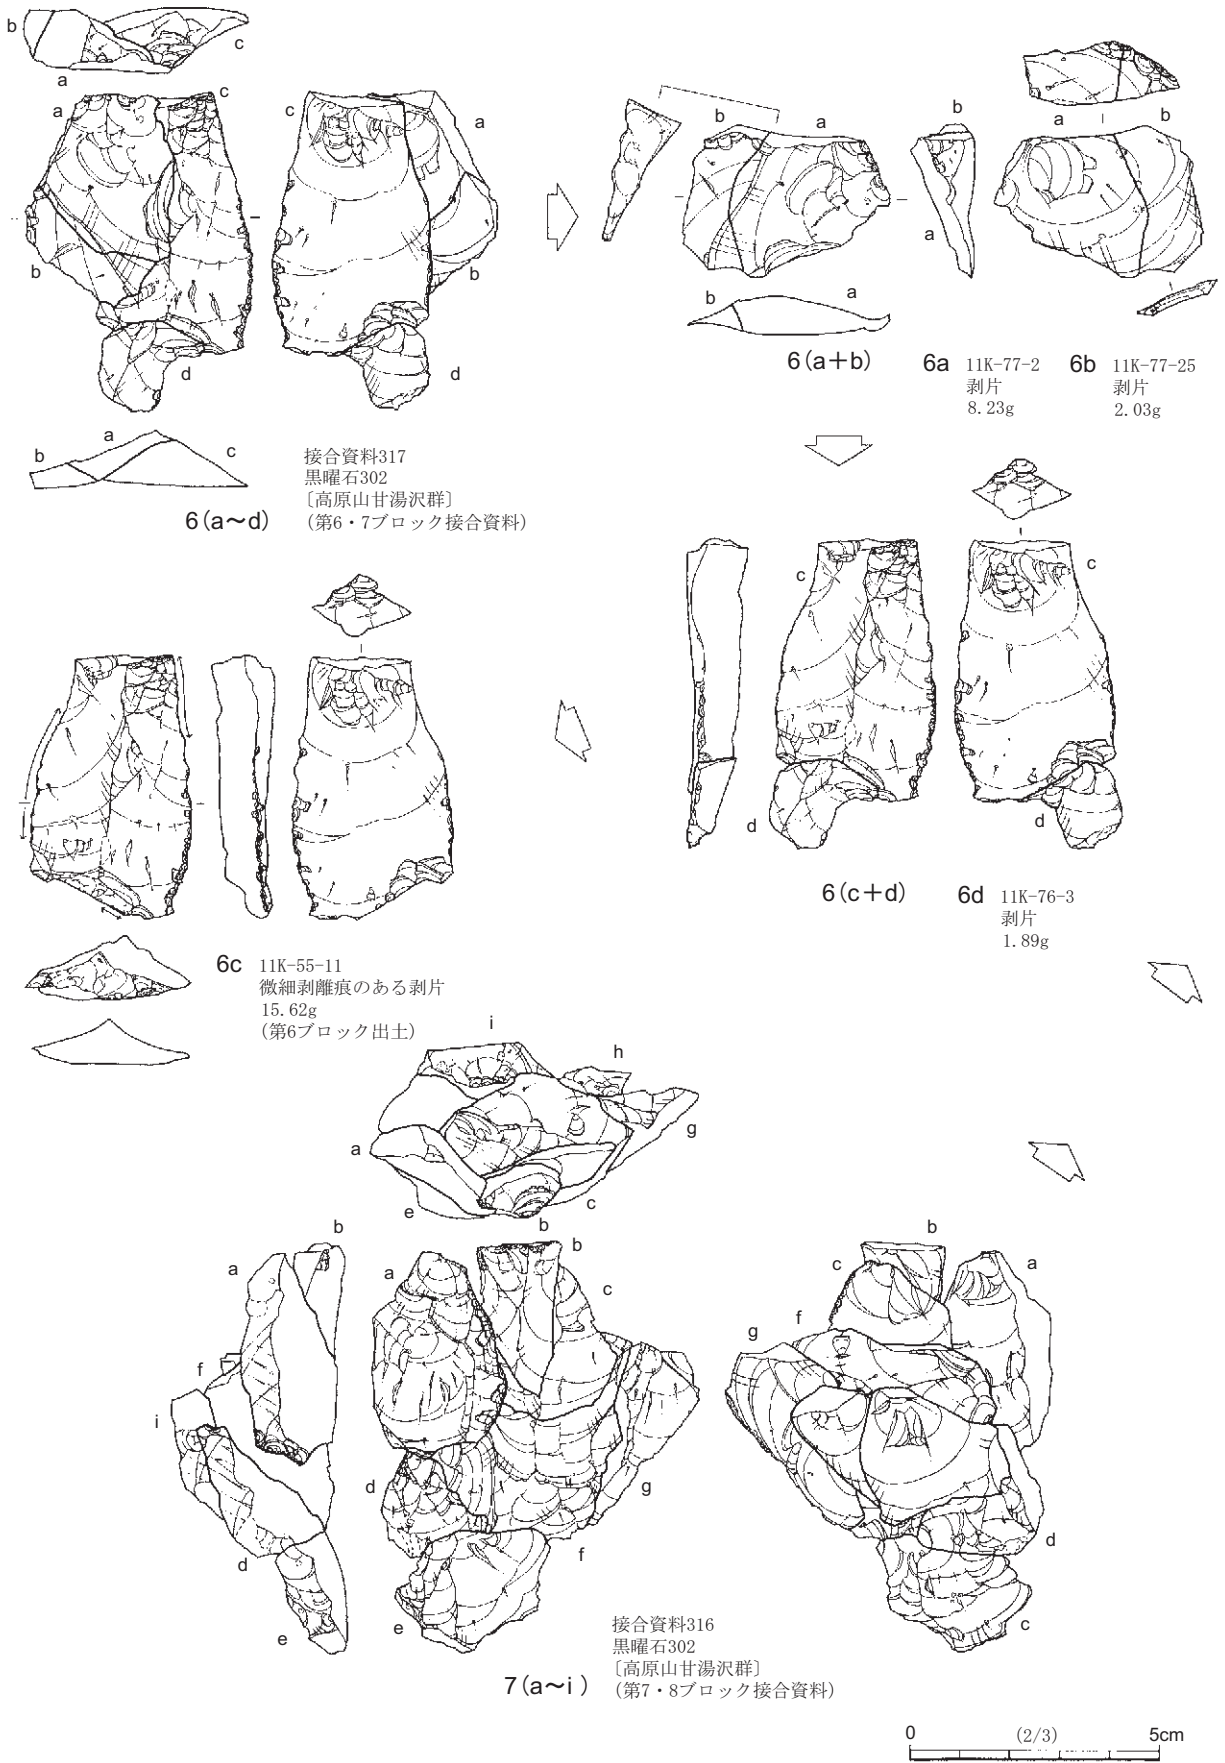 b
c
a
a
c
b
d
c
a
b
d
a
b
c
6(a～d)
接合資料317
黒曜石302
〔高原山甘湯沢群〕
(第6・7ブロック接合資料)
b
a
b
a
b
a
6(a+b)
a
b
6a
11K-77-2
剥片
8.23g
6b
11K-77-25
剥片
2.03g
c
d
c
d
6(c+d)
6d
11K-76-3
剥片
1.89g
6c
11K-55-11
微細剥離痕のある剥片
15.62g
(第6ブロック出土)
i
h
a
g
e
b
c
b
a
f
i
d
e
a
b
c
d
g
f
e
b
c
a
f
g
d
c
7(a～i)
接合資料316
黒曜石302
〔高原山甘湯沢群〕
(第7・8ブロック接合資料)
0 (2/3) 5cm